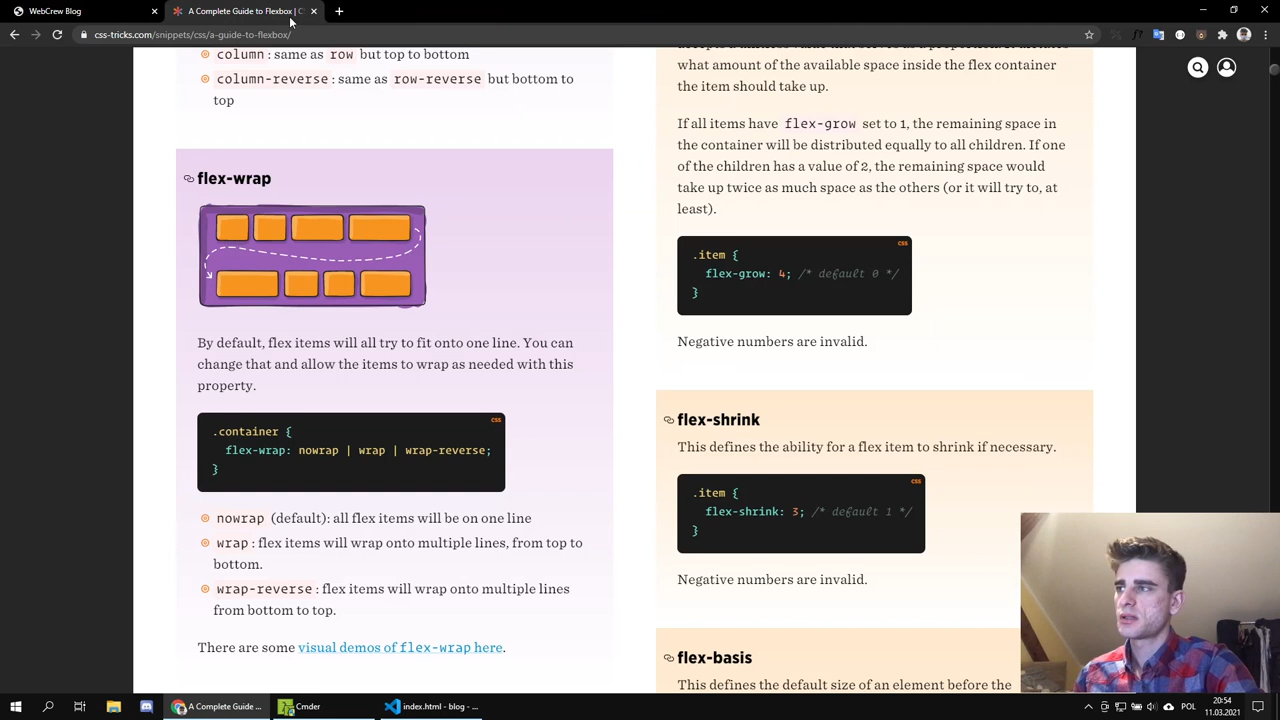 WebCrew Blog
A Complete Guide to Flexbox | C
css-tricks.com/snippets/css/a-guide-to-flexbox/
column : same as row but top to bottom
column-reverse : same as row-reverse but bottom to
top
flex-wrap
By default, flex items will all try to fit onto one line. You can
change that and allow the items to wrap as needed with this
property.
CSS
.container {
flex-wrap: nowrap | wrap | wrap-reverse;
}
nowrap (default): all flex items will be on one line
wrap : flex items will wrap onto multiple lines, from top to
bottom.
wrap-reverse : flex items will wrap onto multiple lines
from bottom to top.
There are some visual demos of flex-wrap here.
what amount of the available space inside the flex container
the item should take up.
If all items have flex-grow set to 1, the remaining space in
the container will be distributed equally to all children. If one
of the children has a value of 2, the remaining space would
take up twice as much space as the others (or it will try to, at
least).
CSS
.item {
flex-grow: 4; /* default 0 */
}
Negative numbers are invalid.
flex-shrink
This defines the ability for a flex item to shrink if necessary.
CSS
.item {
flex-shrink: 3; /* default 1 */
}
Negative numbers are invalid.
flex-basis
This defines the default size of an element before the
A Complete Guide ...
Cmder
index.html - blog - ...
POL
20:54
11.03.2021